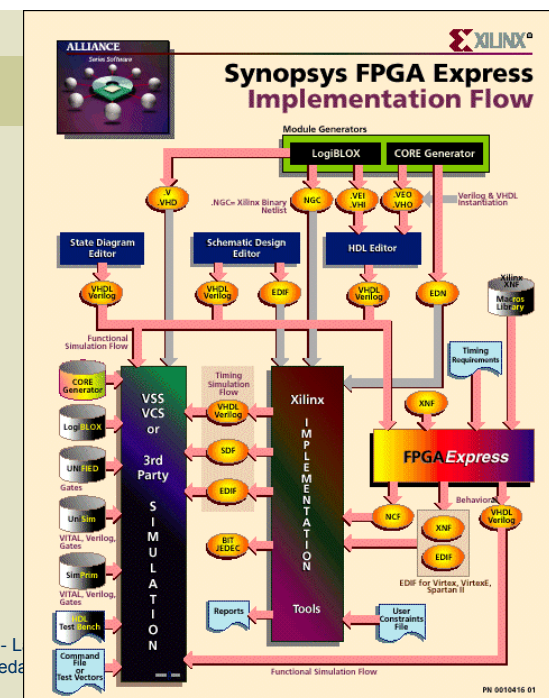 ALLIANCE
Series Software
XILINX
Synopsys FPGA Express
Implementation Flow
Module Generators
LogiBLOX
CORE Generator
.V
.VHD
.NGC= Xilinx Binary
Netlist
NGC
.VEI
.VHI
.VEO
.VHO
Verilog & VHDL
Instantiation
State Diagram
Editor
Schematic Design
Editor
HDL Editor
VHDL
Verilog
VHDL
Verilog
EDIF
VHDL
Verilog
EDN
Xilinx
XNF
Macros
Library
Functional
Simulation Flow
Timing
Requirements
CORE
Generator
LogiBLOX
UNIFIED
Gates
UniSim
VITAL, Verilog,
Gates
SimPrim
VITAL, Verilog,
Gates
HDL
Test Bench
Command
File
or
Test Vectors
VSS
VCS
or
3rd
Party
SIMULATION
Timing
Simulation
Flow
VHDL
Verilog
SDF
EDIF
BIT
JEDEC
Reports
Xilinx
IMPLEMENTATION
Tools
XNF
FPGAExpress
Behavioral
NCF
XNF
EDIF
VHDL
Verilog
EDIF for Virtex, VirtexE,
Spartan II
User
Constraints
File
Functional Simulation Flow
PN 0010416 01